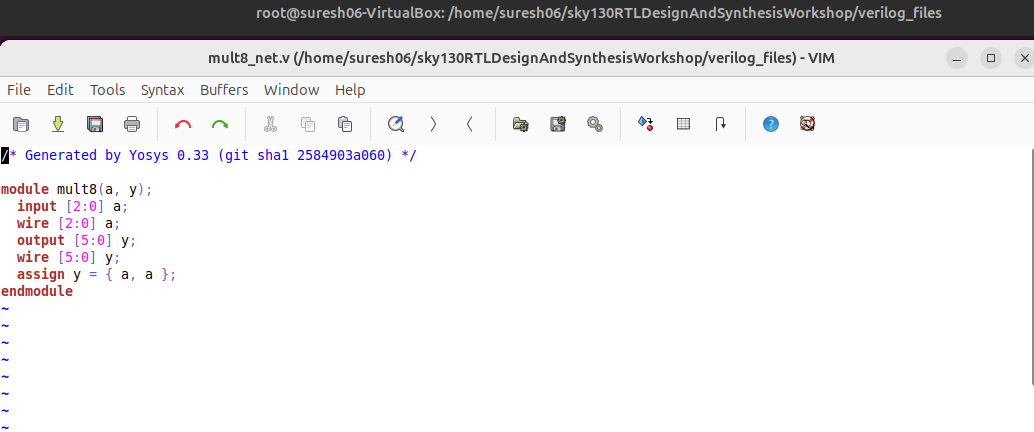 root@suresh06-VirtualBox: /home/suresh06/sky130RTLDesignAndSynthesisWorkshop/verilog_files
mult8_net.v (/home/suresh06/sky130RTLDesignAndSynthesisWorkshop/verilog_files) - VIM
File Edit Tools Syntax Buffers Window Help
/* Generated by Yosys 0.33 (git sha1 2584903a060) */
module mult8(a, y);
  input [2:0] a;
  wire [2:0] a;
  output [5:0] y;
  wire [5:0] y;
  assign y = { a, a };
endmodule
~
~
~
~
~
~
~
~